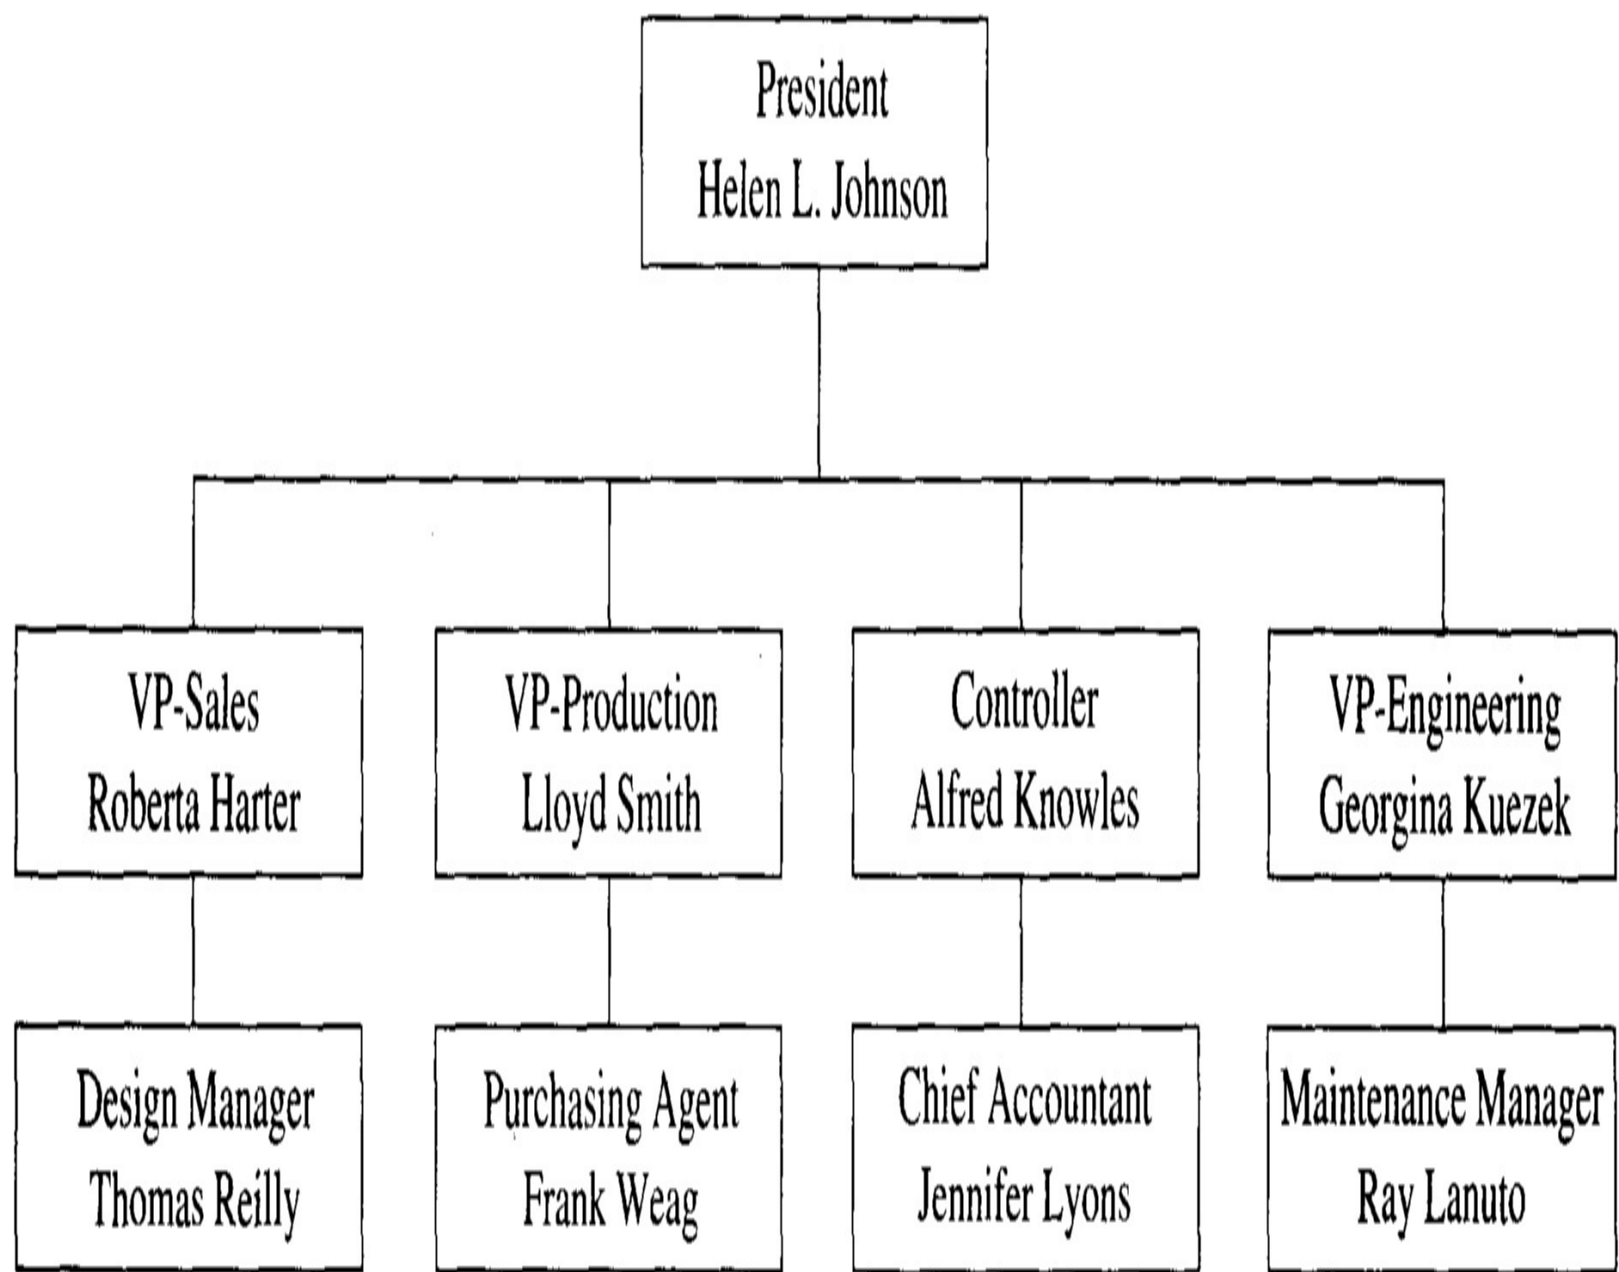 President
Helen L. Johnson
VP-Sales
Roberta Harter
VP-Production
Lloyd Smith
Controller
Alfred Knowles
VP-Engineering
Georgina Kuezek
Design Manager
Thomas Reilly
Purchasing Agent
Frank Weag
Chief Accountant
Jennifer Lyons
Maintenance Manager
Ray Lanuto